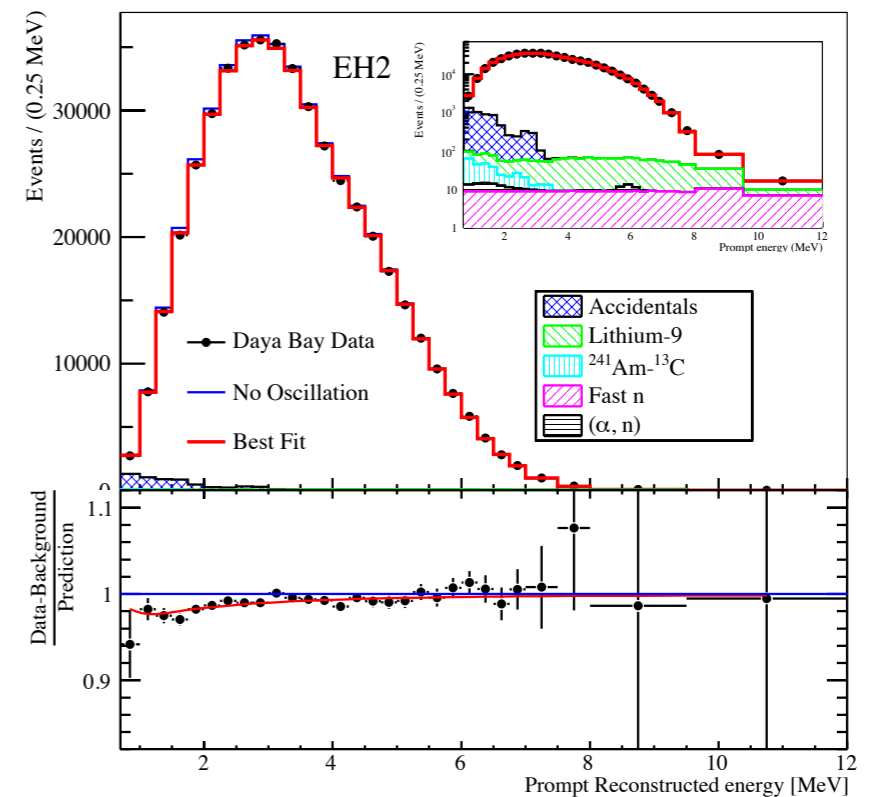 EH2
Events / (0.25 MeV)
30000
20000
10000
0
Daya Bay Data
No Oscillation
Best Fit
Events / (0.25 MeV)
10⁴
10³
10²
10
1
2 4 6 8 10 12
Prompt energy (MeV)
Accidentals
Lithium-9
²⁴¹Am-¹³C
Fast n
(α, n)
Data-Background
Prediction
1.1
1
0.9
2 4 6 8 10 12
Prompt Reconstructed energy [MeV]